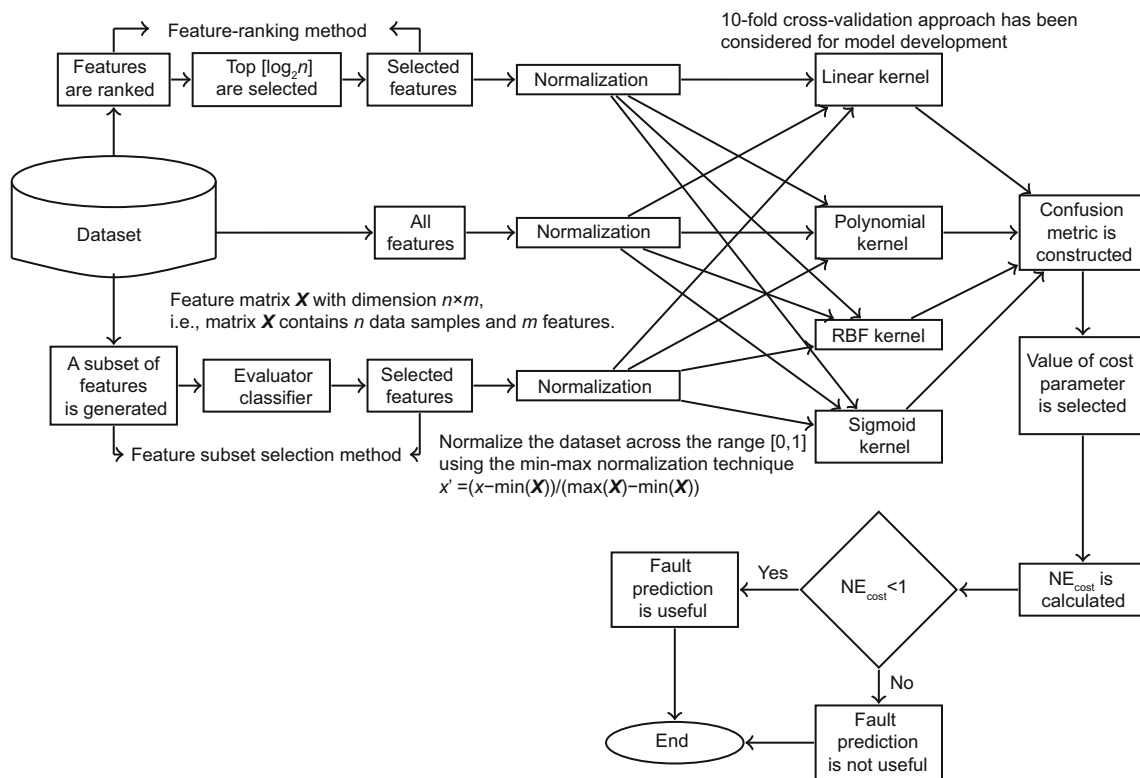 Feature-ranking method
10-fold cross-validation approach has been
considered for model development
Features
are ranked
Top [log₂n]
are selected
Selected
features
Normalization
Linear kernel
Dataset
All
features
Normalization
Polynomial
kernel
Confusion
metric is
constructed
Feature matrix X with dimension n×m,
i.e., matrix X contains n data samples and m features.
RBF kernel
A subset of
features
is generated
Evaluator
classifier
Selected
features
Normalization
Value of cost
parameter
is selected
Sigmoid
kernel
Feature subset selection method
Normalize the dataset across the range [0,1]
using the min-max normalization technique
x' =(x−min(X))/(max(X)−min(X))
Fault
prediction
is useful
Yes
NEcost<1
NEcost is
calculated
No
End
Fault
prediction
is not useful